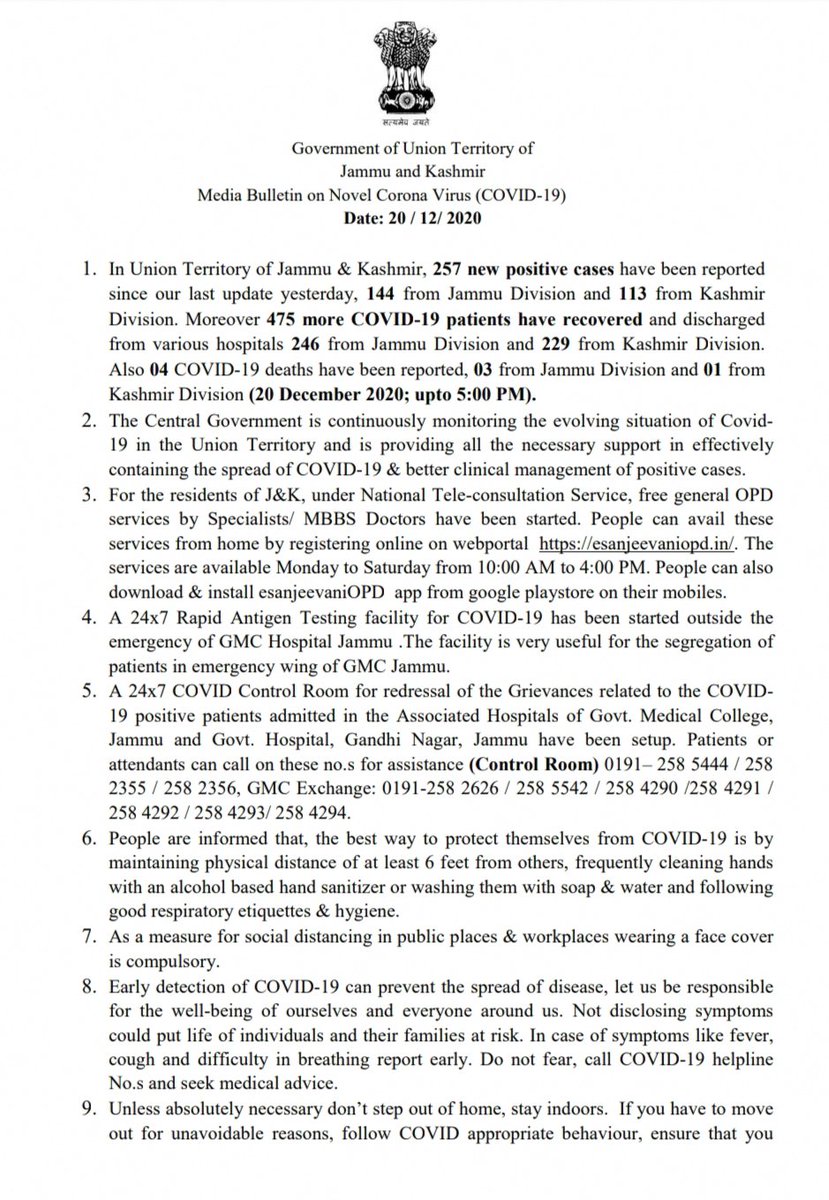 सत्यमेव जयते
Government of Union Territory of
Jammu and Kashmir
Media Bulletin on Novel Corona Virus (COVID-19)
Date: 20 / 12/ 2020
1. In Union Territory of Jammu & Kashmir, 257 new positive cases have been reported
since our last update yesterday, 144 from Jammu Division and 113 from Kashmir
Division. Moreover 475 more COVID-19 patients have recovered and discharged
from various hospitals 246 from Jammu Division and 229 from Kashmir Division.
Also 04 COVID-19 deaths have been reported, 03 from Jammu Division and 01 from
Kashmir Division (20 December 2020; upto 5:00 PM).
2. The Central Government is continuously monitoring the evolving situation of Covid-
19 in the Union Territory and is providing all the necessary support in effectively
containing the spread of COVID-19 & better clinical management of positive cases.
3. For the residents of J&K, under National Tele-consultation Service, free general OPD
services by Specialists/ MBBS Doctors have been started. People can avail these
services from home by registering online on webportal https://esanjeevaniopd.in/. The
services are available Monday to Saturday from 10:00 AM to 4:00 PM. People can also
download & install esanjeevaniOPD app from google playstore on their mobiles.
4. A 24x7 Rapid Antigen Testing facility for COVID-19 has been started outside the
emergency of GMC Hospital Jammu .The facility is very useful for the segregation of
patients in emergency wing of GMC Jammu.
5. A 24x7 COVID Control Room for redressal of the Grievances related to the COVID-
19 positive patients admitted in the Associated Hospitals of Govt. Medical College,
Jammu and Govt. Hospital, Gandhi Nagar, Jammu have been setup. Patients or
attendants can call on these no.s for assistance (Control Room) 0191– 258 5444 / 258
2355 / 258 2356, GMC Exchange: 0191-258 2626 / 258 5542 / 258 4290 /258 4291 /
258 4292 / 258 4293/ 258 4294.
6. People are informed that, the best way to protect themselves from COVID-19 is by
maintaining physical distance of at least 6 feet from others, frequently cleaning hands
with an alcohol based hand sanitizer or washing them with soap & water and following
good respiratory etiquettes & hygiene.
7. As a measure for social distancing in public places & workplaces wearing a face cover
is compulsory.
8. Early detection of COVID-19 can prevent the spread of disease, let us be responsible
for the well-being of ourselves and everyone around us. Not disclosing symptoms
could put life of individuals and their families at risk. In case of symptoms like fever,
cough and difficulty in breathing report early. Do not fear, call COVID-19 helpline
No.s and seek medical advice.
9. Unless absolutely necessary don’t step out of home, stay indoors. If you have to move
out for unavoidable reasons, follow COVID appropriate behaviour, ensure that you